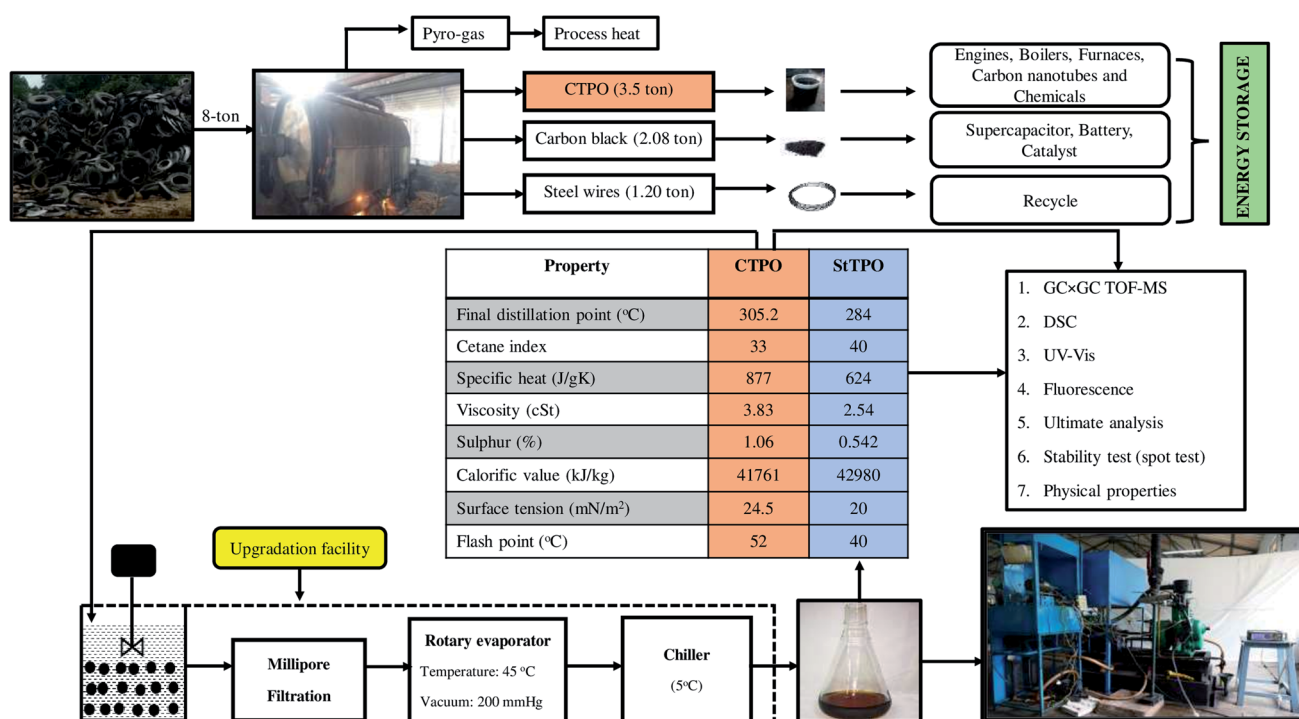 Pyro-gas
Process heat
8-ton
CTPO (3.5 ton)
Carbon black (2.08 ton)
Steel wires (1.20 ton)
Engines, Boilers, Furnaces,
Carbon nanotubes and
Chemicals
Supercapacitor, Battery,
Catalyst
Recycle
ENERGY STORAGE
Property CTPO StTPO
Final distillation point (°C) 305.2 284
Cetane index 33 40
Specific heat (J/gK) 877 624
Viscosity (cSt) 3.83 2.54
Sulphur (%) 1.06 0.542
Calorific value (kJ/kg) 41761 42980
Surface tension (mN/m²) 24.5 20
Flash point (°C) 52 40
1. GC×GC TOF-MS
2. DSC
3. UV-Vis
4. Fluorescence
5. Ultimate analysis
6. Stability test (spot test)
7. Physical properties
Upgradation facility
Millipore
Filtration
Rotary evaporator
Temperature: 45 °C
Vacuum: 200 mmHg
Chiller
(5°C)